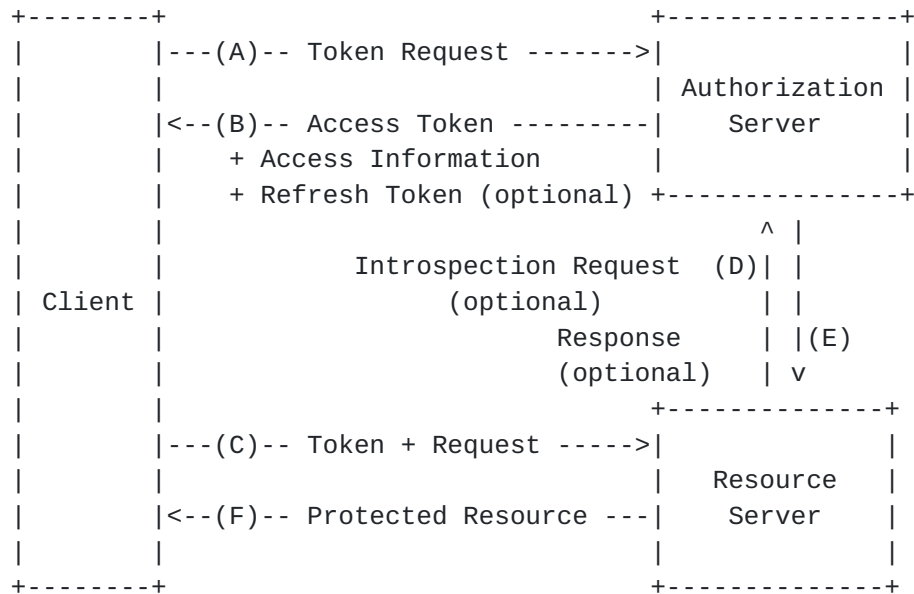 +--------+                               +---------------+
|        |---(A)-- Token Request ------->|               |
|        |                               | Authorization |
|        |<--(B)-- Access Token ---------|    Server     |
|        |    + Access Information       |               |
|        |    + Refresh Token (optional) +---------------+
|        |                                      ^ |
|        |            Introspection Request  (D)| |
| Client |                  (optional)          | |
|        |                         Response     | |(E)
|        |                         (optional)   | v
|        |                               +--------------+
|        |---(C)-- Token + Request ----->|              |
|        |                               |   Resource   |
|        |<--(F)-- Protected Resource ---|    Server    |
|        |                               |              |
+--------+                               +--------------+